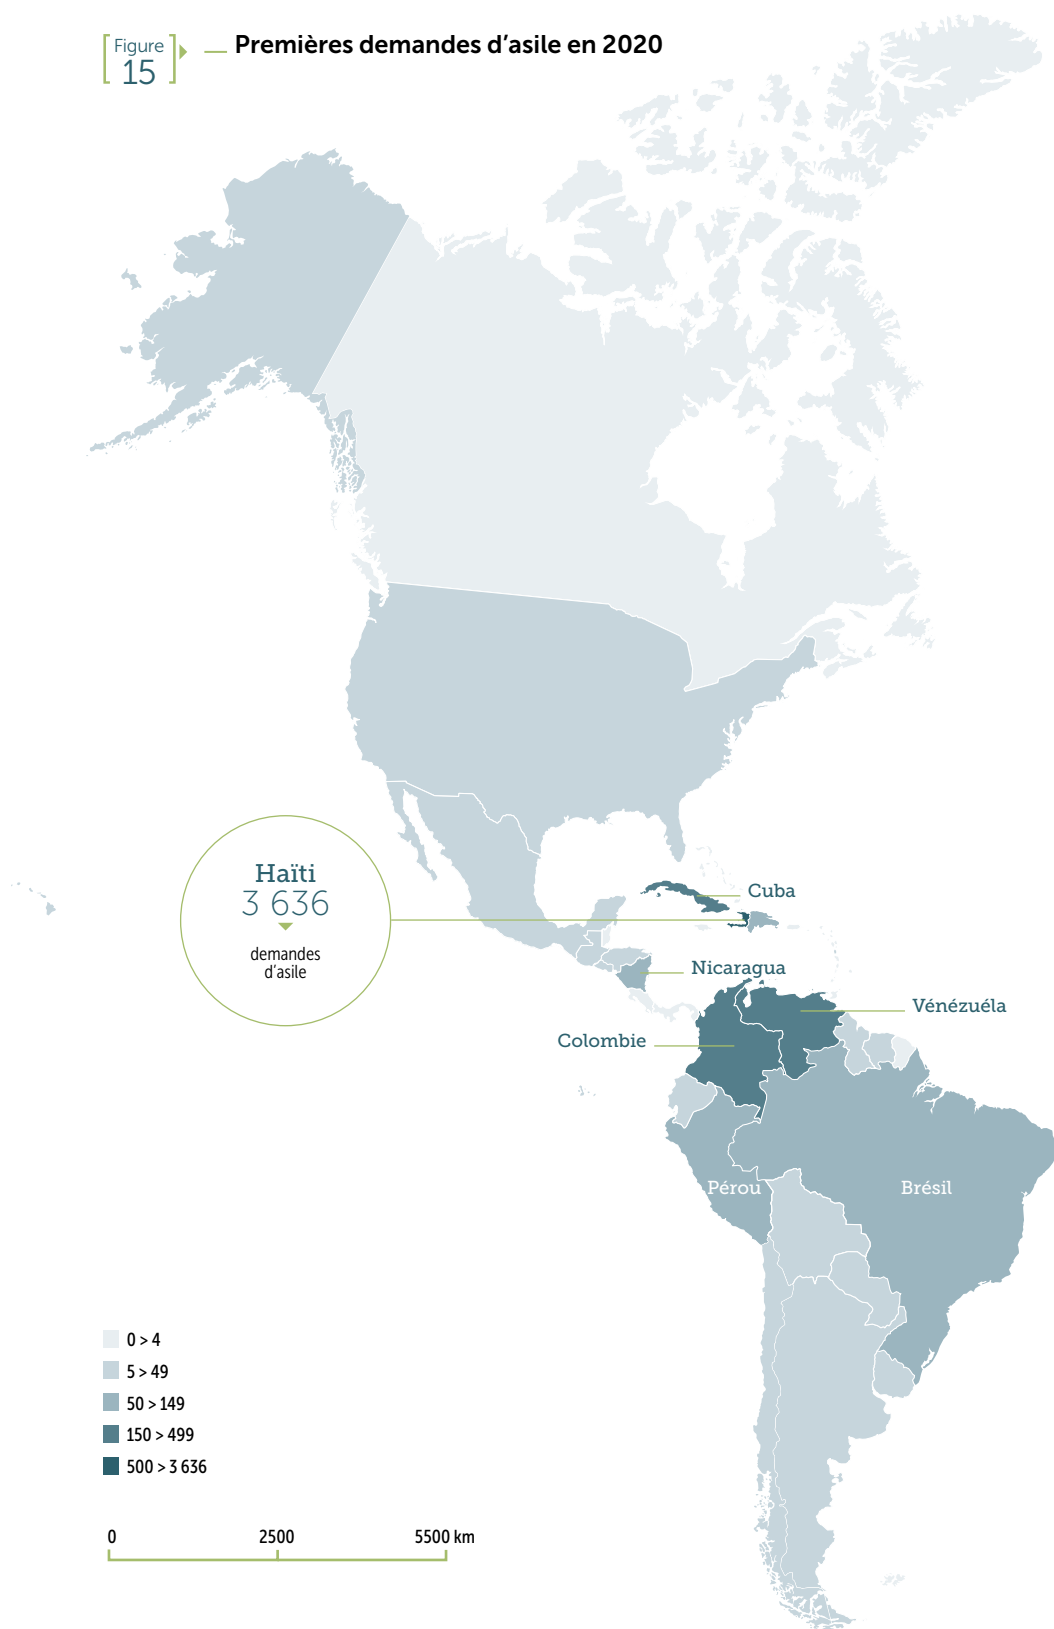 Figure
15
Premières demandes d’asile en 2020
Haïti
3 636
demandes
d’asile
Cuba
Nicaragua
Vénézuéla
Colombie
Pérou
Brésil
0 > 4
5 > 49
50 > 149
150 > 499
500 > 3 636
0 2500 5500 km